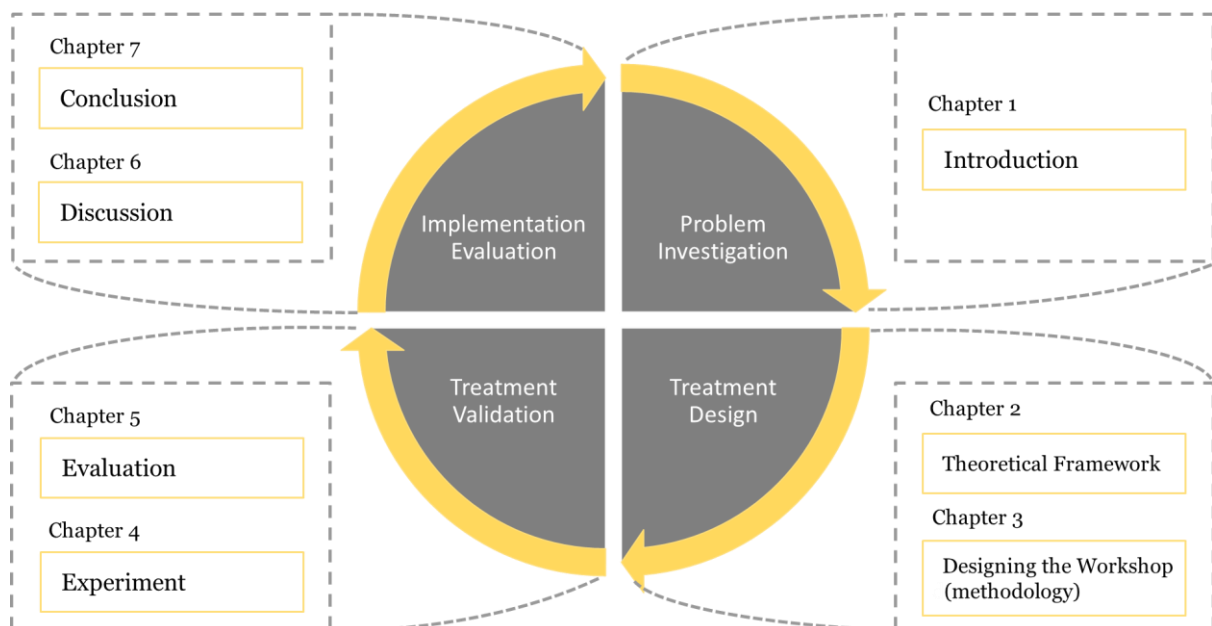 Chapter 7
Conclusion
Chapter 6
Discussion
Implementation
Evaluation
Problem
Investigation
Chapter 1
Introduction
Chapter 5
Evaluation
Chapter 4
Experiment
Treatment
Validation
Treatment
Design
Chapter 2
Theoretical Framework
Chapter 3
Designing the Workshop
(methodology)